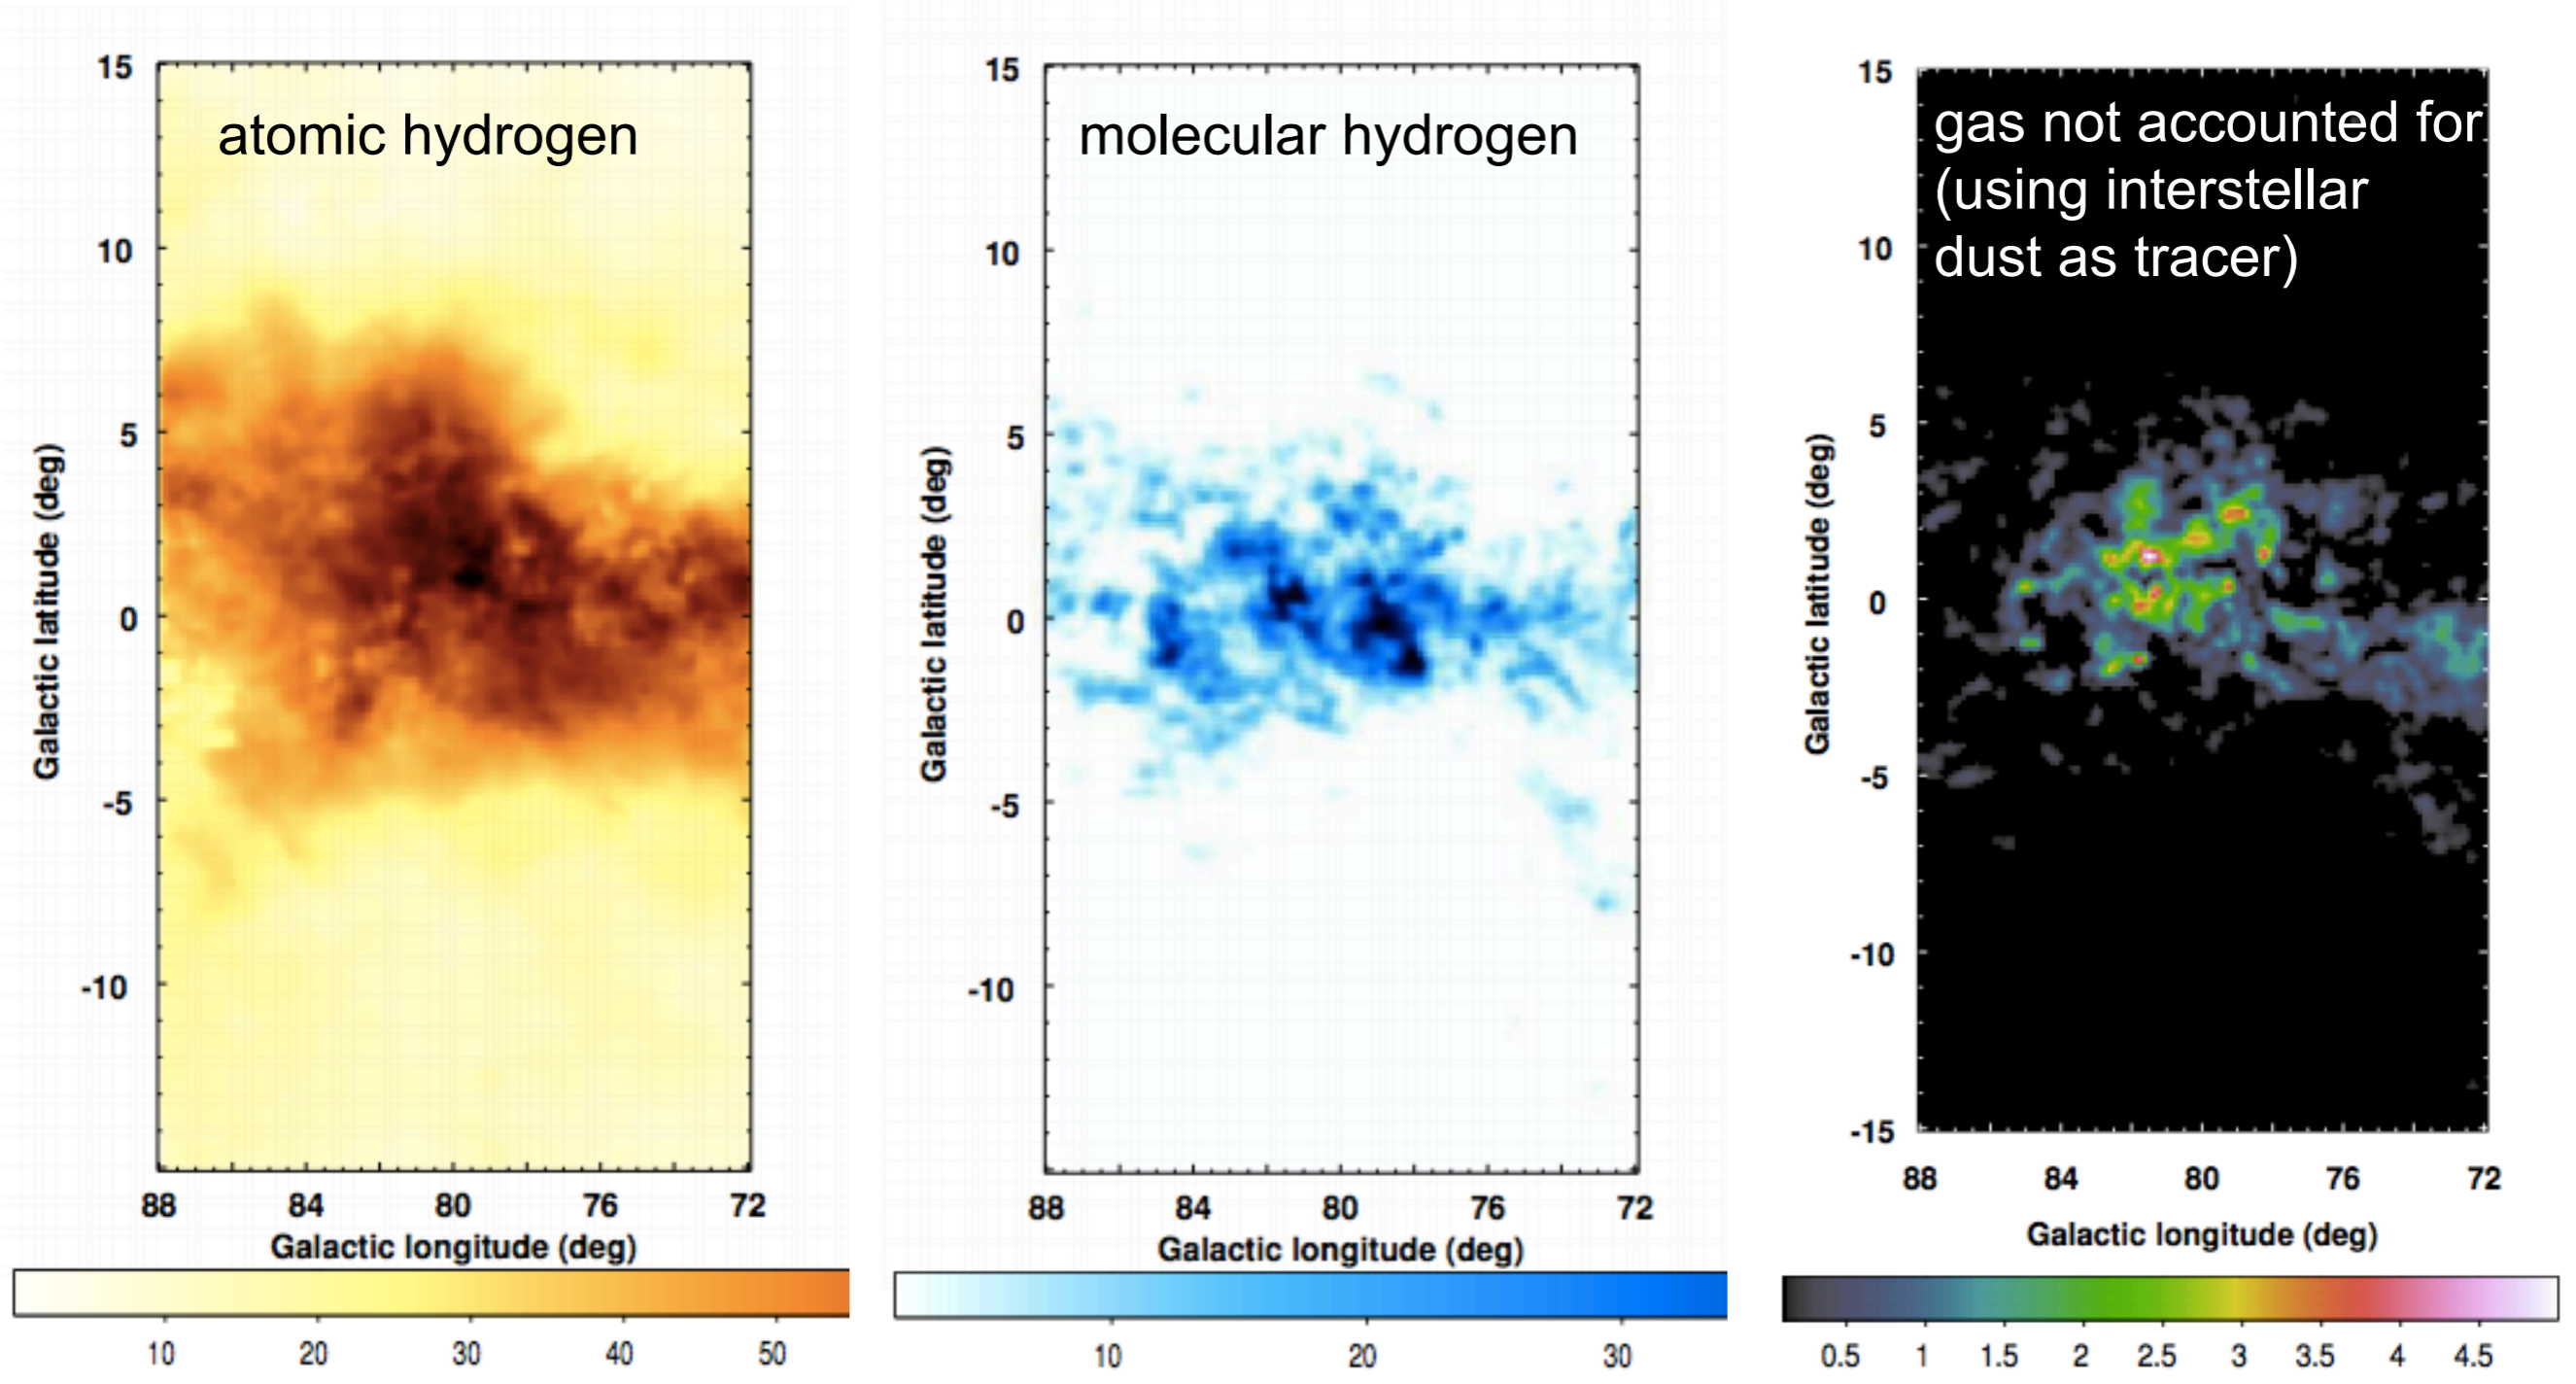 atomic hydrogen
15
10
5
0
-5
-10
Galactic latitude (deg)
88 84 80 76 72
Galactic longitude (deg)
10 20 30 40 50
molecular hydrogen
15
10
5
0
-5
-10
Galactic latitude (deg)
88 84 80 76 72
Galactic longitude (deg)
10 20 30
gas not accounted for
(using interstellar
dust as tracer)
15
10
5
0
-5
-10
-15
Galactic latitude (deg)
88 84 80 76 72
Galactic longitude (deg)
0.5 1 1.5 2 2.5 3 3.5 4 4.5